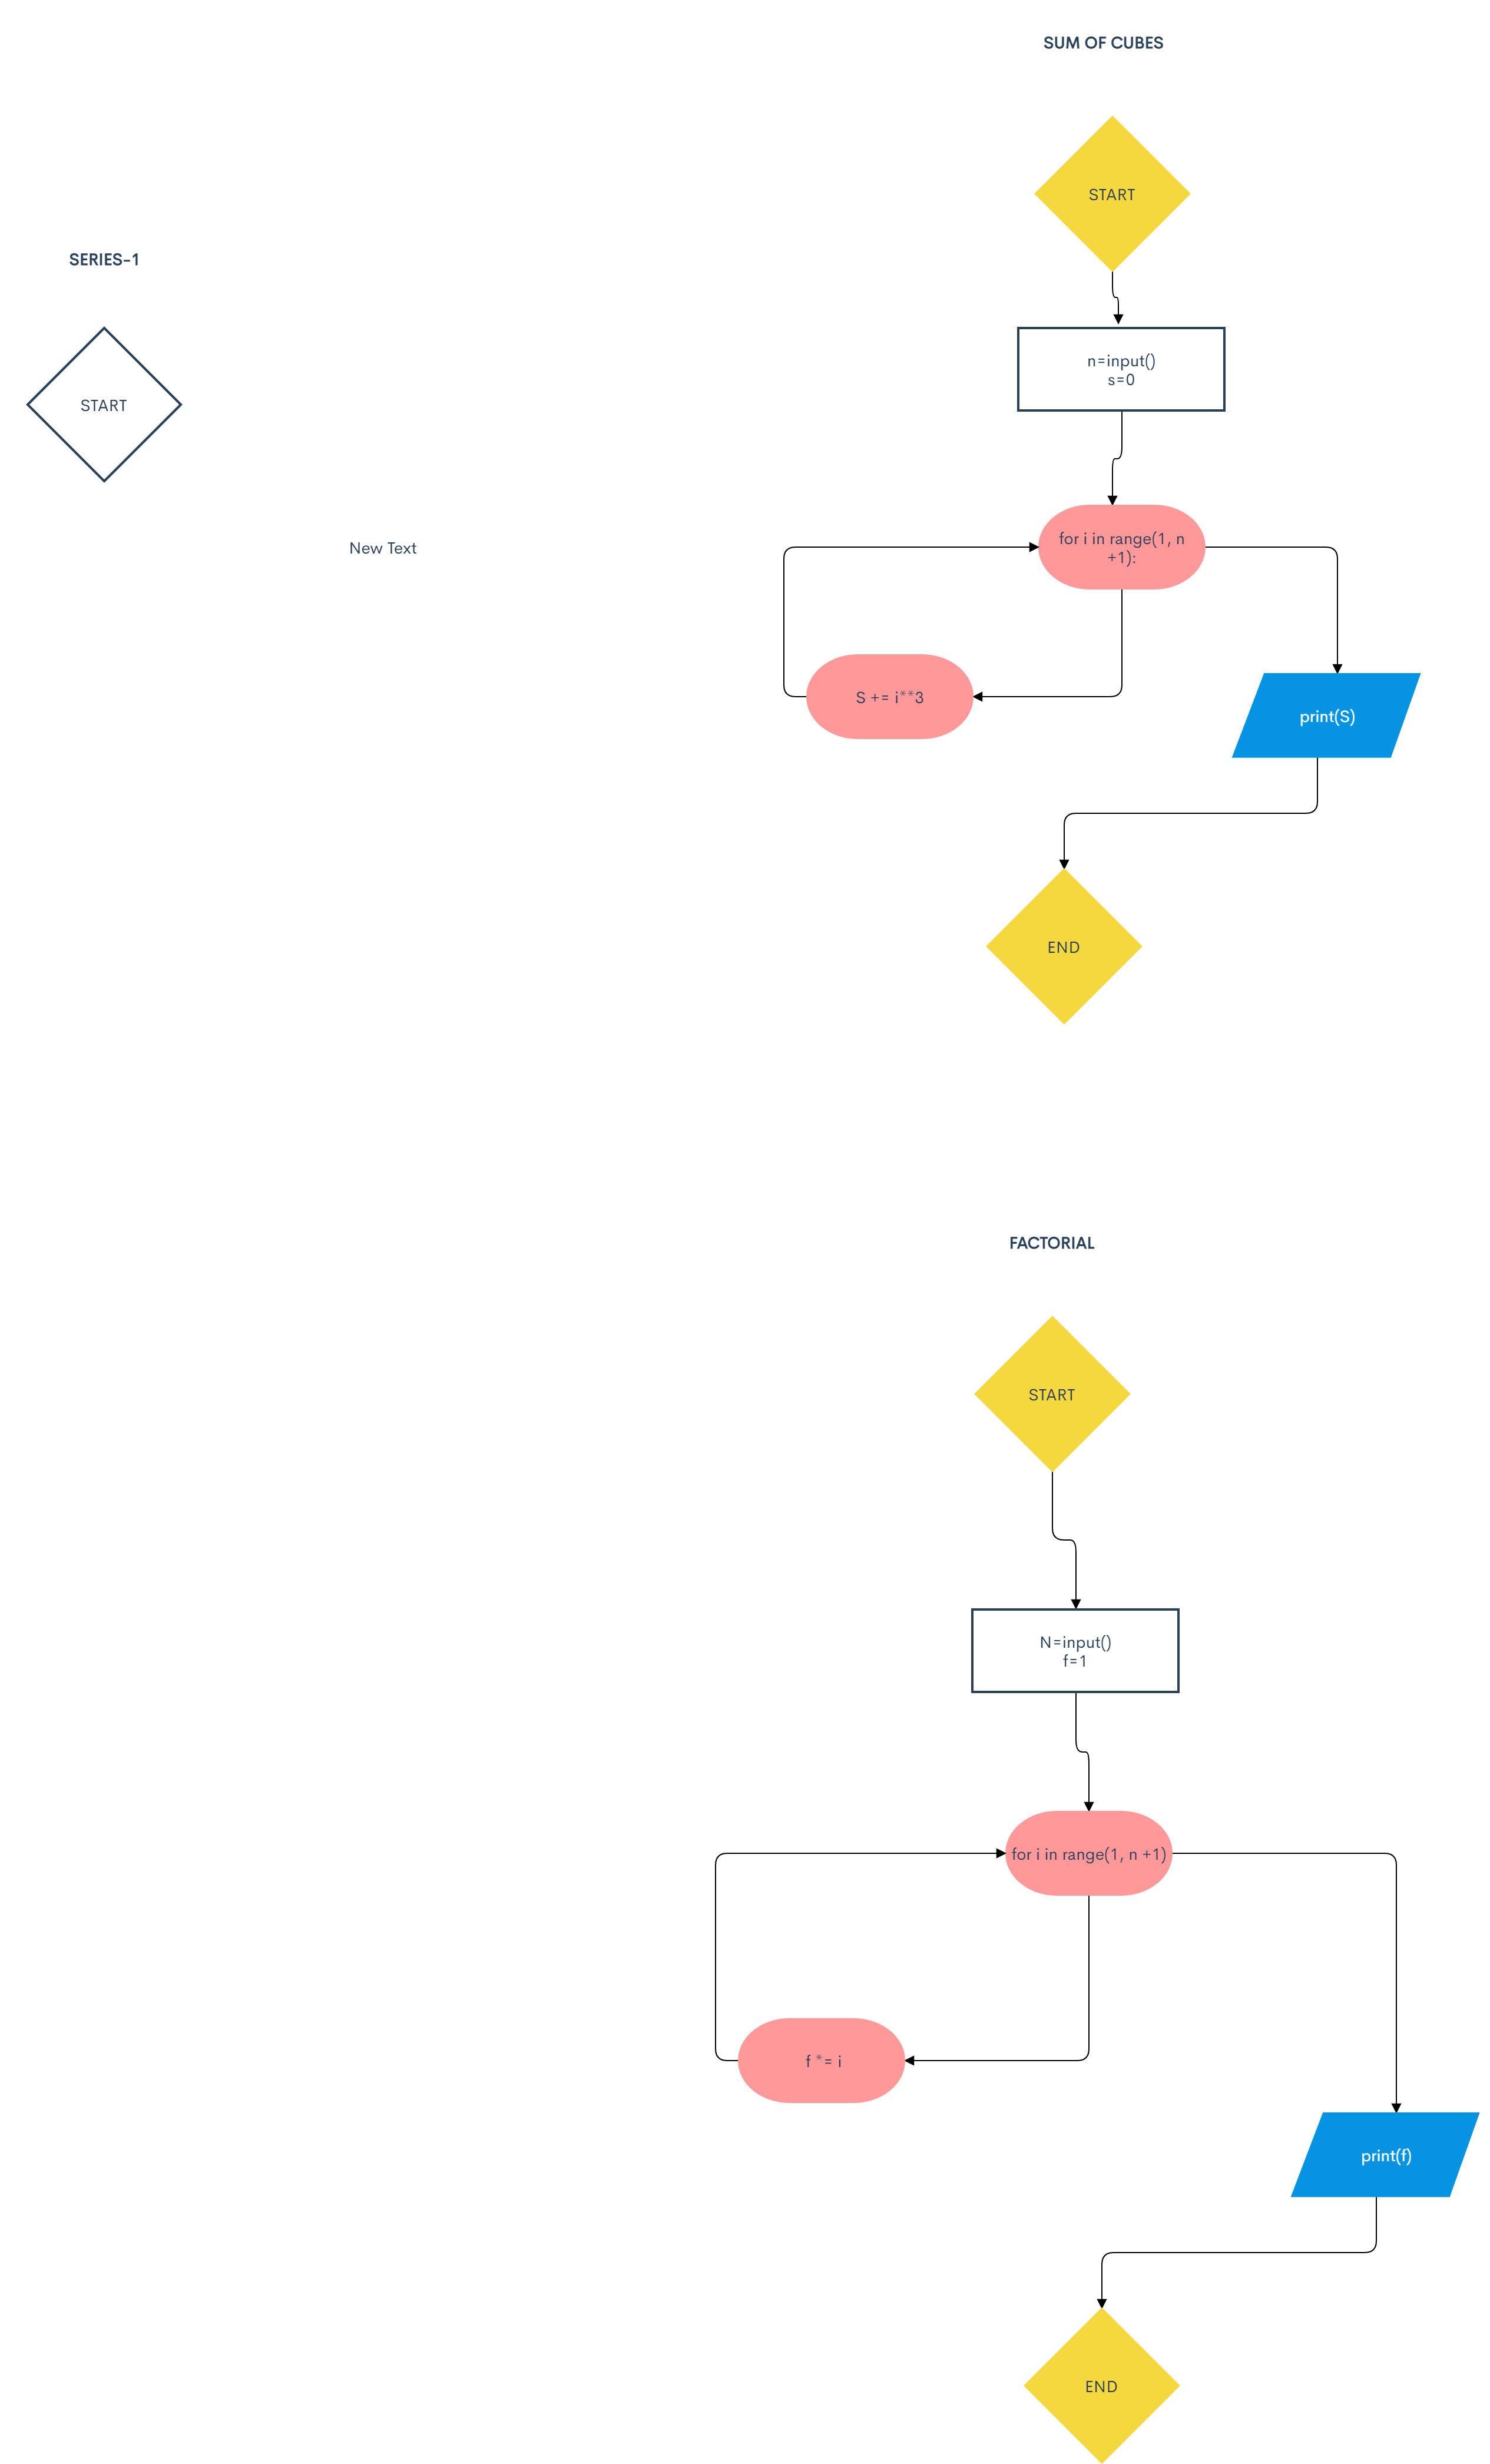 SUM OF CUBES
START
n=input()
s=0
for i in range(1, n
+1):
S += i**3
print(S)
END
SERIES-1
START
New Text
FACTORIAL
START
N=input()
f=1
for i in range(1, n +1)
f *= i
print(f)
END